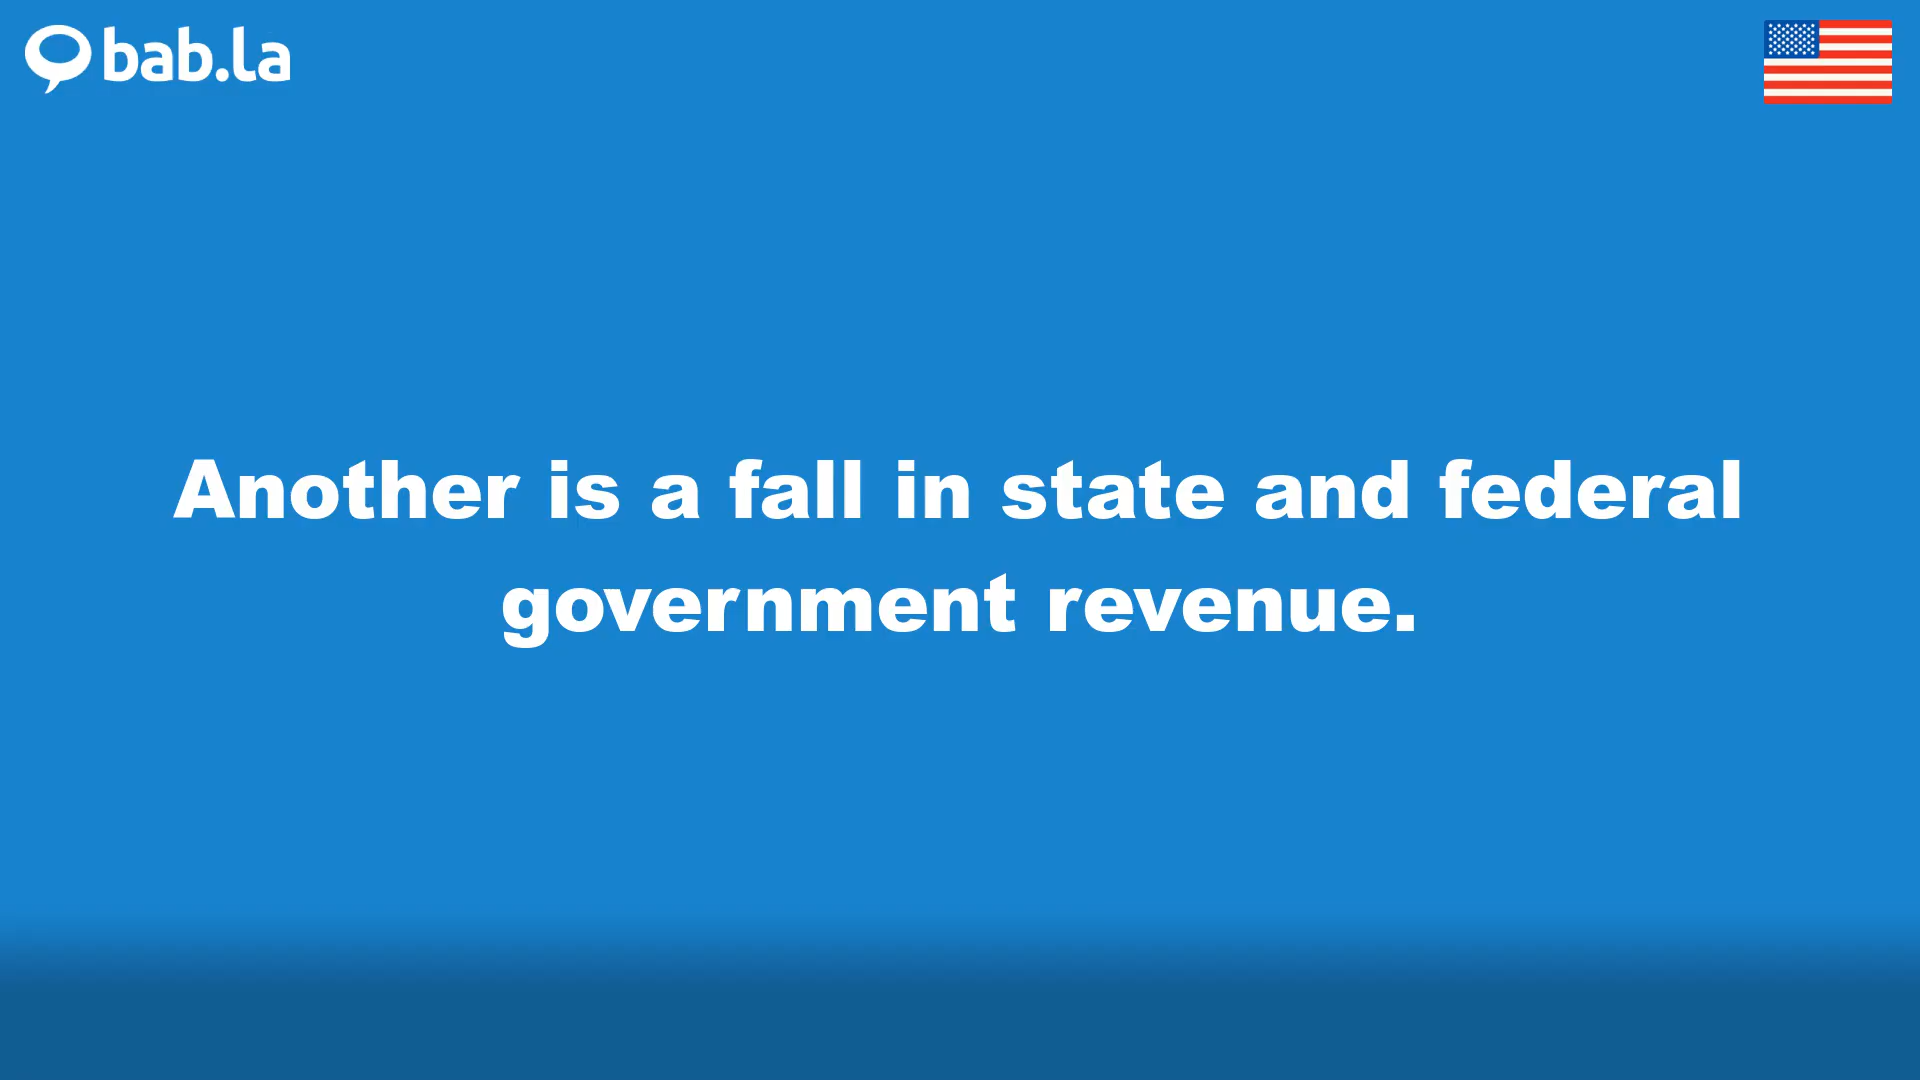 bab.la
Another is a fall in state and federal
government revenue.